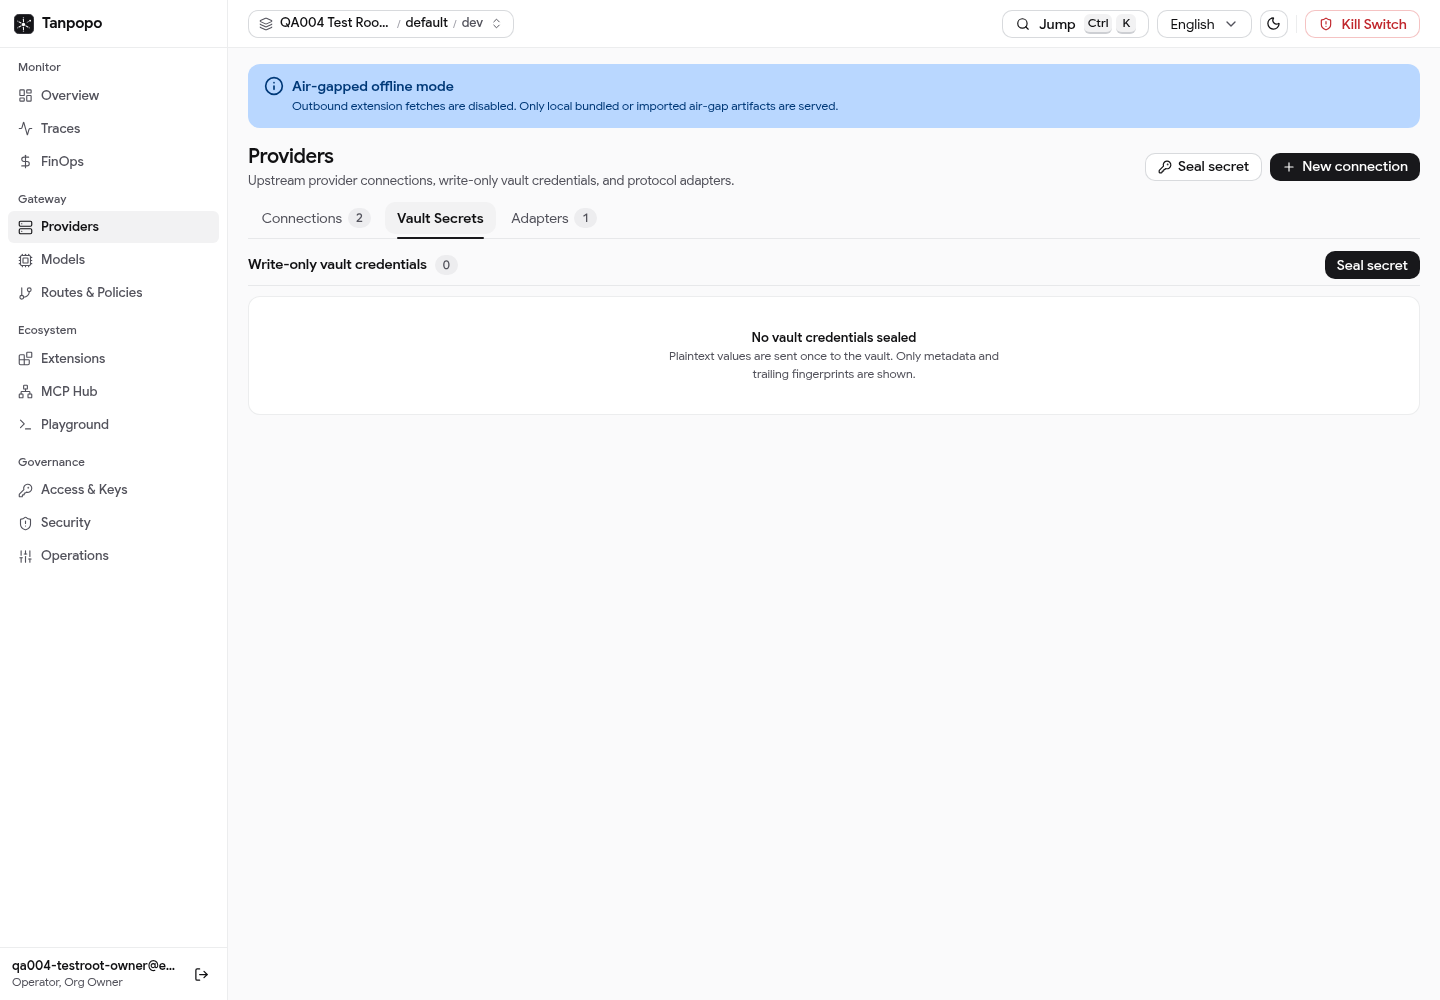 Tanpopo
QA004 Test Roo... / default / dev
Jump Ctrl K
English
Kill Switch
Monitor
Overview
Traces
FinOps
Gateway
Providers
Models
Routes & Policies
Ecosystem
Extensions
MCP Hub
Playground
Governance
Access & Keys
Security
Operations
qa004-testroot-owner@e...
Operator, Org Owner
Air-gapped offline mode
Outbound extension fetches are disabled. Only local bundled or imported air-gap artifacts are served.
Providers
Upstream provider connections, write-only vault credentials, and protocol adapters.
Seal secret
New connection
Connections 2
Vault Secrets
Adapters 1
Write-only vault credentials 0
Seal secret
No vault credentials sealed
Plaintext values are sent once to the vault. Only metadata and
trailing fingerprints are shown.